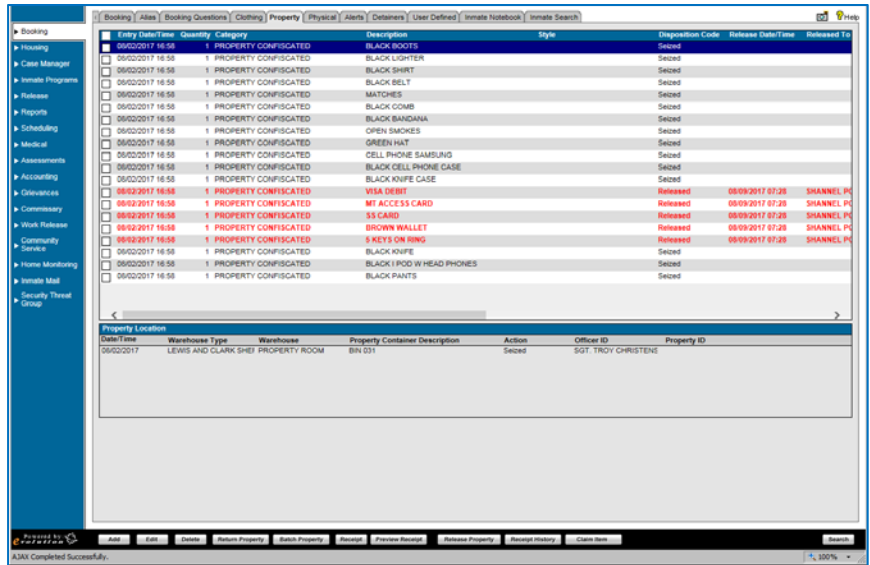 Booking Alias Booking Questions Clothing Property Physical Alerts Detainers User Defined Inmate Notebook Inmate Search Help
Booking
Housing
Case Manager
Inmate Programs
Release
Reports
Scheduling
Medical
Assessments
Accounting
Grievances
Commissary
Work Release
Community
Service
Home Monitoring
Inmate Mail
Security Threat
Group
Entry Date/Time Quantity Category Description Style Disposition Code Release Date/Time Released To
08/02/2017 16:58 1 PROPERTY CONFISCATED BLACK BOOTS Seized
08/02/2017 16:58 1 PROPERTY CONFISCATED BLACK LIGHTER Seized
08/02/2017 16:58 1 PROPERTY CONFISCATED BLACK SHIRT Seized
08/02/2017 16:58 1 PROPERTY CONFISCATED BLACK BELT Seized
08/02/2017 16:58 1 PROPERTY CONFISCATED MATCHES Seized
08/02/2017 16:58 1 PROPERTY CONFISCATED BLACK COMB Seized
08/02/2017 16:58 1 PROPERTY CONFISCATED BLACK BANDANA Seized
08/02/2017 16:58 1 PROPERTY CONFISCATED OPEN SMOKES Seized
08/02/2017 16:58 1 PROPERTY CONFISCATED GREEN HAT Seized
08/02/2017 16:58 1 PROPERTY CONFISCATED CELL PHONE SAMSUNG Seized
08/02/2017 16:58 1 PROPERTY CONFISCATED BLACK CELL PHONE CASE Seized
08/02/2017 16:58 1 PROPERTY CONFISCATED BLACK KNIFE CASE Seized
08/02/2017 16:58 1 PROPERTY CONFISCATED VISA DEBIT Released 08/09/2017 07:28 SHANNEL PO
08/02/2017 16:58 1 PROPERTY CONFISCATED MT ACCESS CARD Released 08/09/2017 07:28 SHANNEL PO
08/02/2017 16:58 1 PROPERTY CONFISCATED SS CARD Released 08/09/2017 07:28 SHANNEL PO
08/02/2017 16:58 1 PROPERTY CONFISCATED BROWN WALLET Released 08/09/2017 07:28 SHANNEL PO
08/02/2017 16:58 1 PROPERTY CONFISCATED 5 KEYS ON RING Released 08/09/2017 07:28 SHANNEL PO
08/02/2017 16:58 1 PROPERTY CONFISCATED BLACK KNIFE Seized
08/02/2017 16:58 1 PROPERTY CONFISCATED BLACK I POD W HEAD PHONES Seized
08/02/2017 16:58 1 PROPERTY CONFISCATED BLACK PANTS Seized
Property Location
Date/Time Warehouse Type Warehouse Property Container Description Action Officer ID Property ID
08/02/2017 LEWIS AND CLARK SHEI PROPERTY ROOM BIN 031 Seized SGT. TROY CHRISTENS
Powered by
evolution
Add Edit Delete Return Property Batch Property Receipt Preview Receipt Release Property Receipt History Claim Item Search
AJAX Completed Successfully. 100%